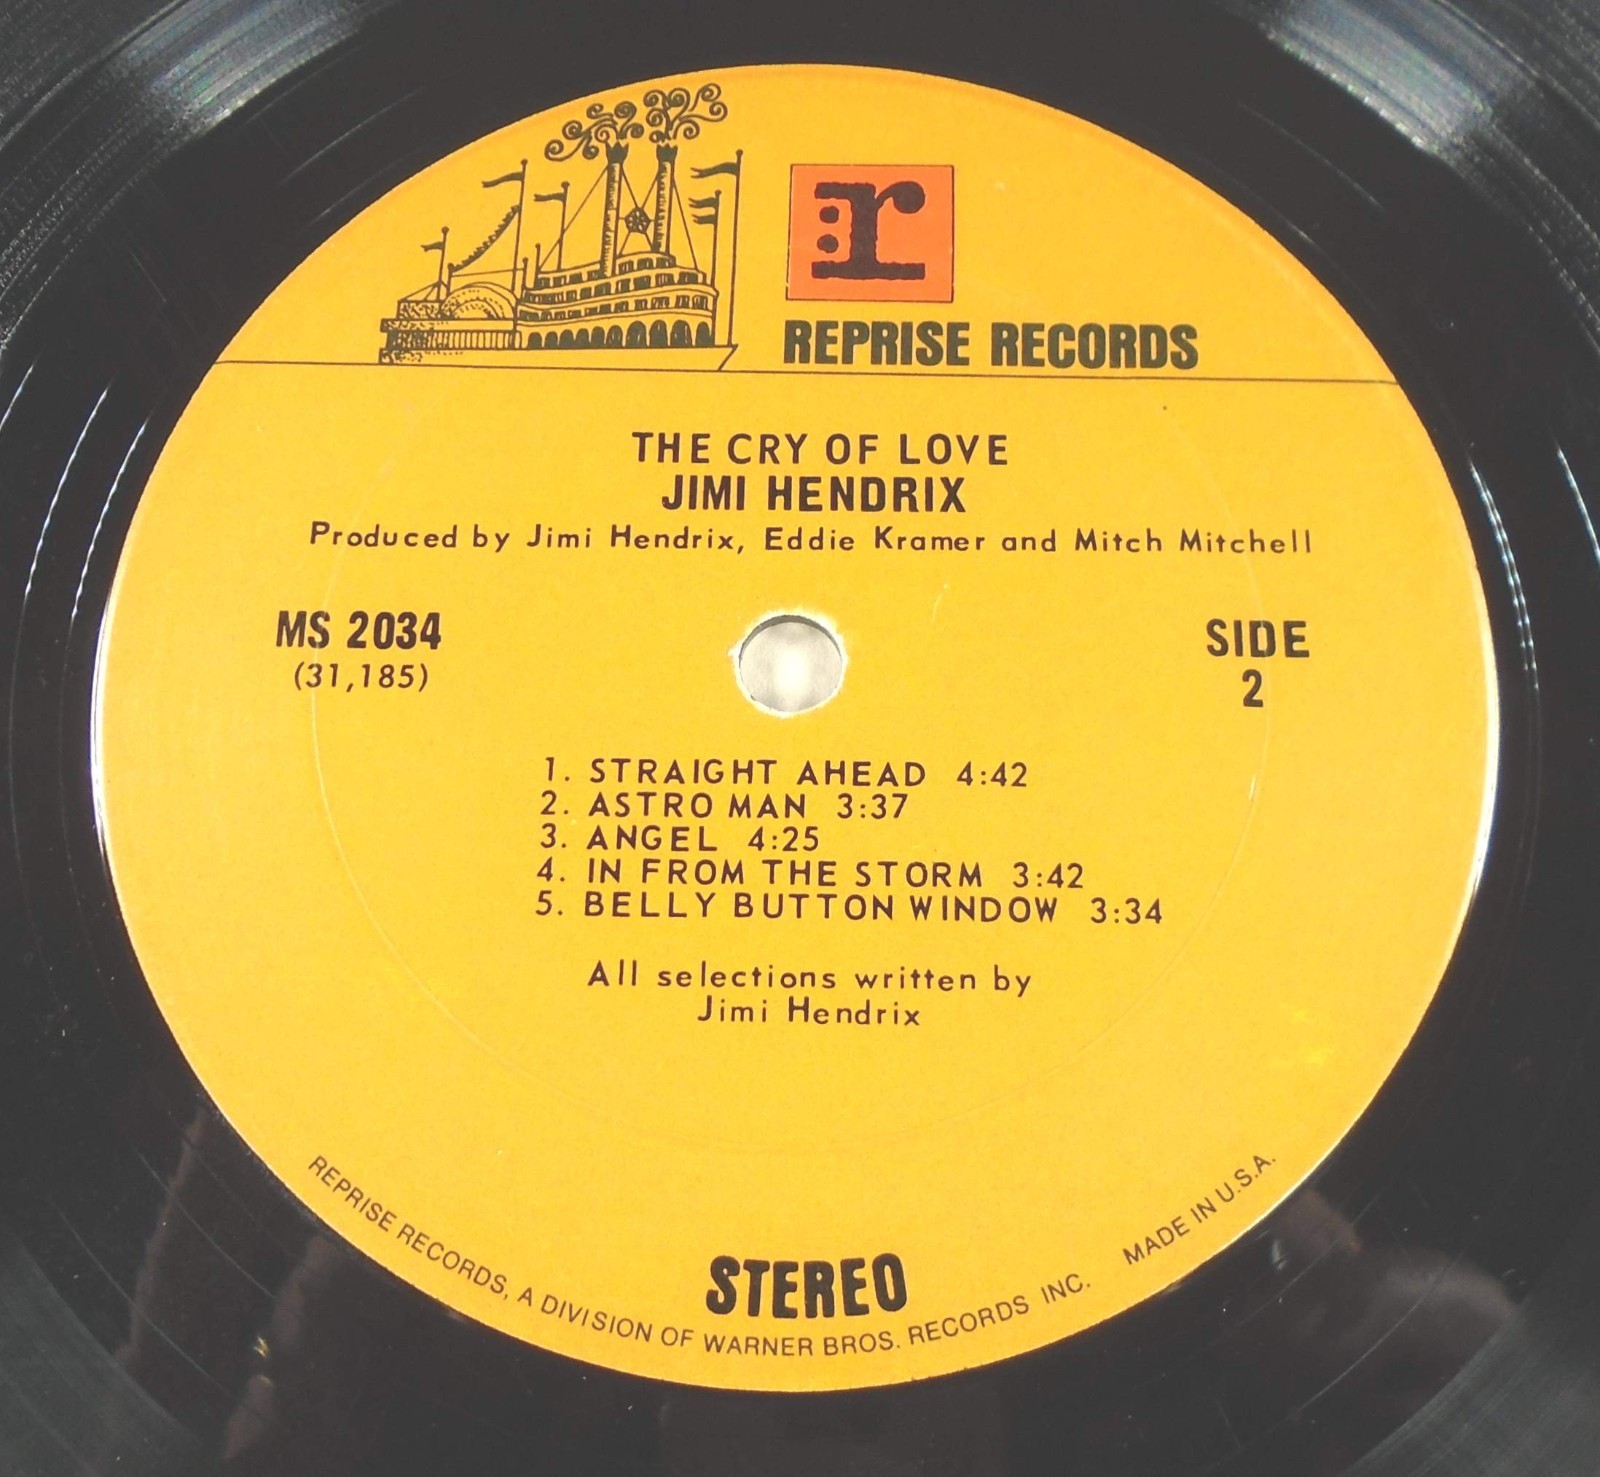 r
REPRISE RECORDS
THE CRY OF LOVE
JIMI HENDRIX
Produced by Jimi Hendrix, Eddie Kramer and Mitch Mitchell
MS 2034
(31,185)
SIDE
2
1. STRAIGHT AHEAD 4:42
2. ASTRO MAN 3:37
3. ANGEL 4:25
4. IN FROM THE STORM 3:42
5. BELLY BUTTON WINDOW 3:34
All selections written by
Jimi Hendrix
STEREO
REPRISE RECORDS, A DIVISION OF WARNER BROS. RECORDS INC. MADE IN U.S.A.